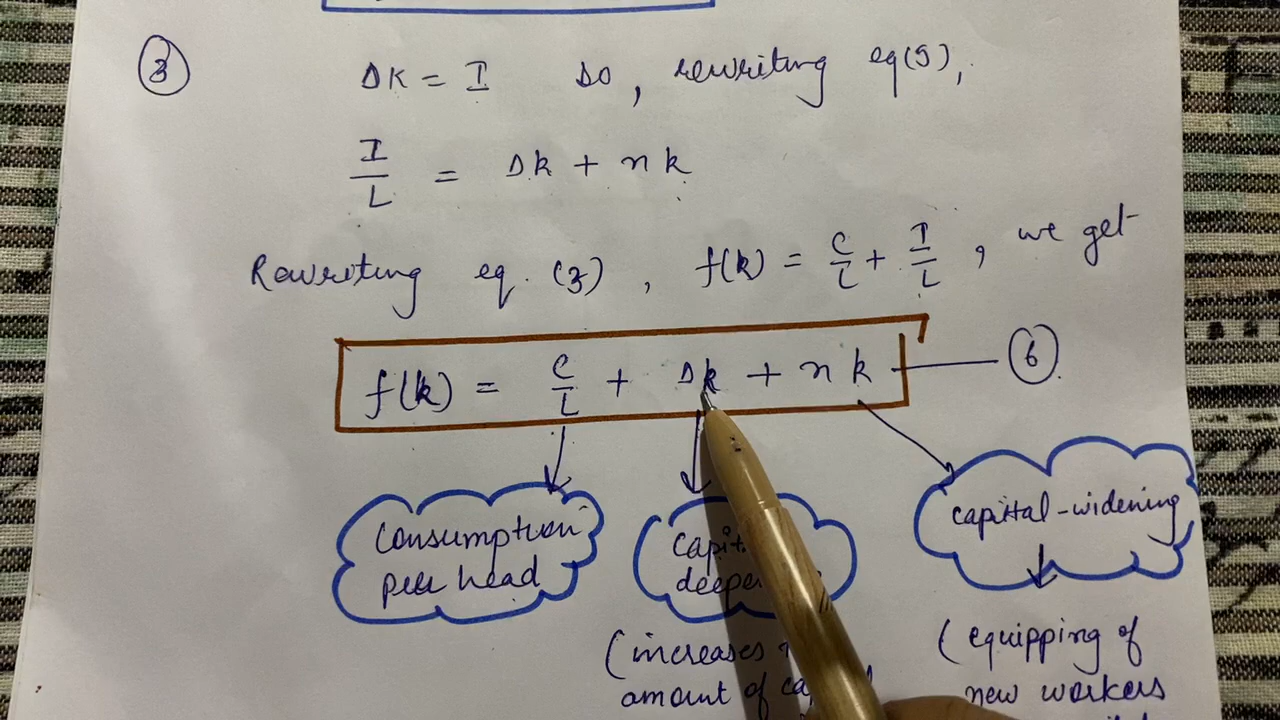 ③ ΔK = I so, rewriting eq(5),
I/L = Δk + nk
Rewriting eq. (3), f(k) = C/L + I/L, we get
f(k) = C/L + Δk + nk — ⑥
consumption per head
deepe
capital-widening
(increases
amount of
(equipping of
new workers